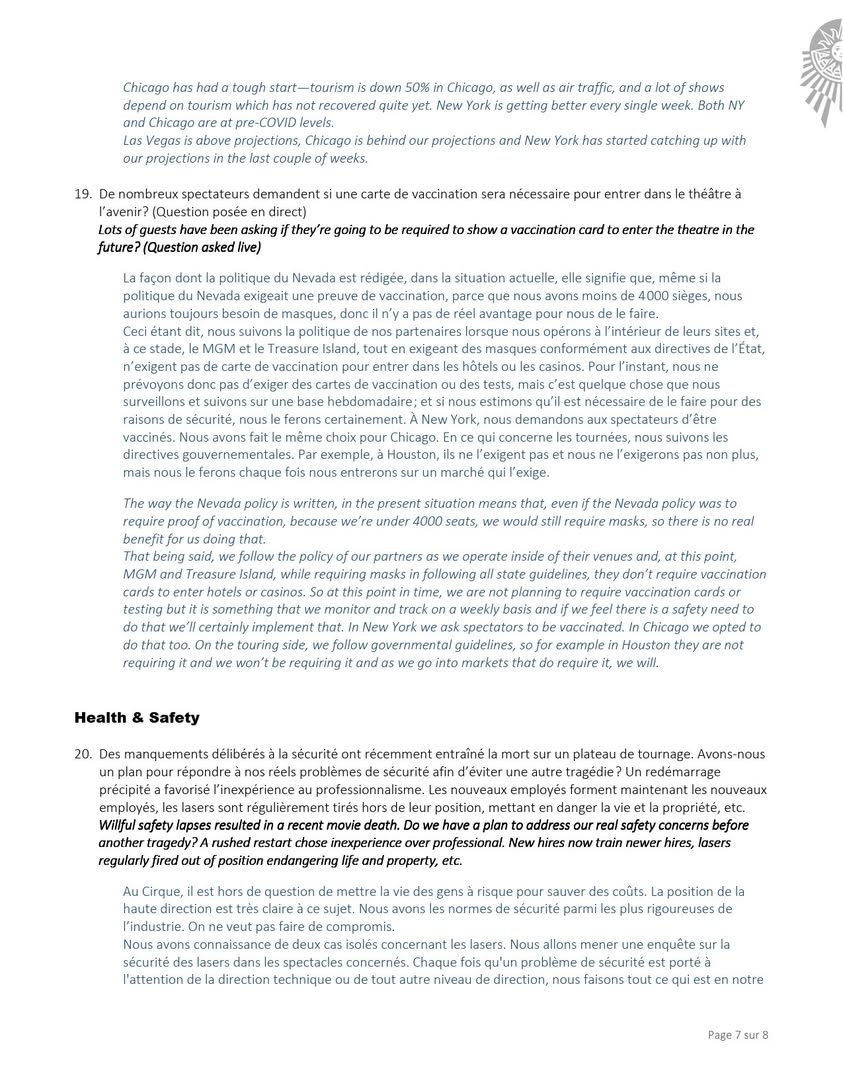 Chicago has had a tough start—tourism is down 50% in Chicago, as well as air traffic, and a lot of shows
depend on tourism which has not recovered quite yet. New York is getting better every single week. Both NY
and Chicago are at pre-COVID levels.
Las Vegas is above projections, Chicago is behind our projections and New York has started catching up with
our projections in the last couple of weeks.
19. De nombreux spectateurs demandent si une carte de vaccination sera nécessaire pour entrer dans le théâtre à
l’avenir? (Question posée en direct)
Lots of guests have been asking if they’re going to be required to show a vaccination card to enter the theatre in the
future? (Question asked live)
La façon dont la politique du Nevada est rédigée, dans la situation actuelle, elle signifie que, même si la
politique du Nevada exigeait une preuve de vaccination, parce que nous avons moins de 4000 sièges, nous
aurions toujours besoin de masques, donc il n’y a pas de réel avantage pour nous de le faire.
Ceci étant dit, nous suivons la politique de nos partenaires lorsque nous opérons à l’intérieur de leurs sites et,
à ce stade, le MGM et le Treasure Island, tout en exigeant des masques conformément aux directives de l’État,
n’exigent pas de carte de vaccination pour entrer dans les hôtels ou les casinos. Pour l’instant, nous ne
prévoyons donc pas d’exiger des cartes de vaccination ou des tests, mais c’est quelque chose que nous
surveillons et suivons sur une base hebdomadaire; et si nous estimons qu’il est nécessaire de le faire pour des
raisons de sécurité, nous le ferons certainement. À New York, nous demandons aux spectateurs d’être
vaccinés. Nous avons fait le même choix pour Chicago. En ce qui concerne les tournées, nous suivons les
directives gouvernementales. Par exemple, à Houston, ils ne l’exigent pas et nous ne l’exigerons pas non plus,
mais nous le ferons chaque fois nous entrerons sur un marché qui l’exige.
The way the Nevada policy is written, in the present situation means that, even if the Nevada policy was to
require proof of vaccination, because we’re under 4000 seats, we would still require masks, so there is no real
benefit for us doing that.
That being said, we follow the policy of our partners as we operate inside of their venues and, at this point,
MGM and Treasure Island, while requiring masks in following all state guidelines, they don’t require vaccination
cards to enter hotels or casinos. So at this point in time, we are not planning to require vaccination cards or
testing but it is something that we monitor and track on a weekly basis and if we feel there is a safety need to
do that we’ll certainly implement that. In New York we ask spectators to be vaccinated. In Chicago we opted to
do that too. On the touring side, we follow governmental guidelines, so for example in Houston they are not
requiring it and we won’t be requiring it and as we go into markets that do require it, we will.
Health & Safety
20. Des manquements délibérés à la sécurité ont récemment entraîné la mort sur un plateau de tournage. Avons-nous
un plan pour répondre à nos réels problèmes de sécurité afin d’éviter une autre tragédie? Un redémarrage
précipité a favorisé l’inexpérience au professionnalisme. Les nouveaux employés forment maintenant les nouveaux
employés, les lasers sont régulièrement tirés hors de leur position, mettant en danger la vie et la propriété, etc.
Willful safety lapses resulted in a recent movie death. Do we have a plan to address our real safety concerns before
another tragedy? A rushed restart chose inexperience over professional. New hires now train newer hires, lasers
regularly fired out of position endangering life and property, etc.
Au Cirque, il est hors de question de mettre la vie des gens à risque pour sauver des coûts. La position de la
haute direction est très claire à ce sujet. Nous avons les normes de sécurité parmi les plus rigoureuses de
l’industrie. On ne veut pas faire de compromis.
Nous avons connaissance de deux cas isolés concernant les lasers. Nous allons mener une enquête sur la
sécurité des lasers dans les spectacles concernés. Chaque fois qu'un problème de sécurité est porté à
l'attention de la direction technique ou de tout autre niveau de direction, nous faisons tout ce qui est en notre
Page 7 sur 8